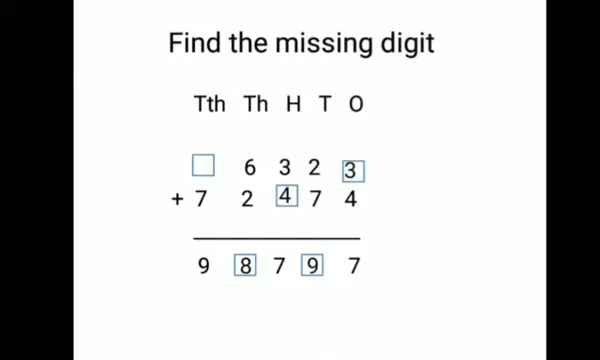 Find the missing digit
Tth Th H T O
6 3 2 3
+ 7 2 4 7 4
9 8 7 9 7